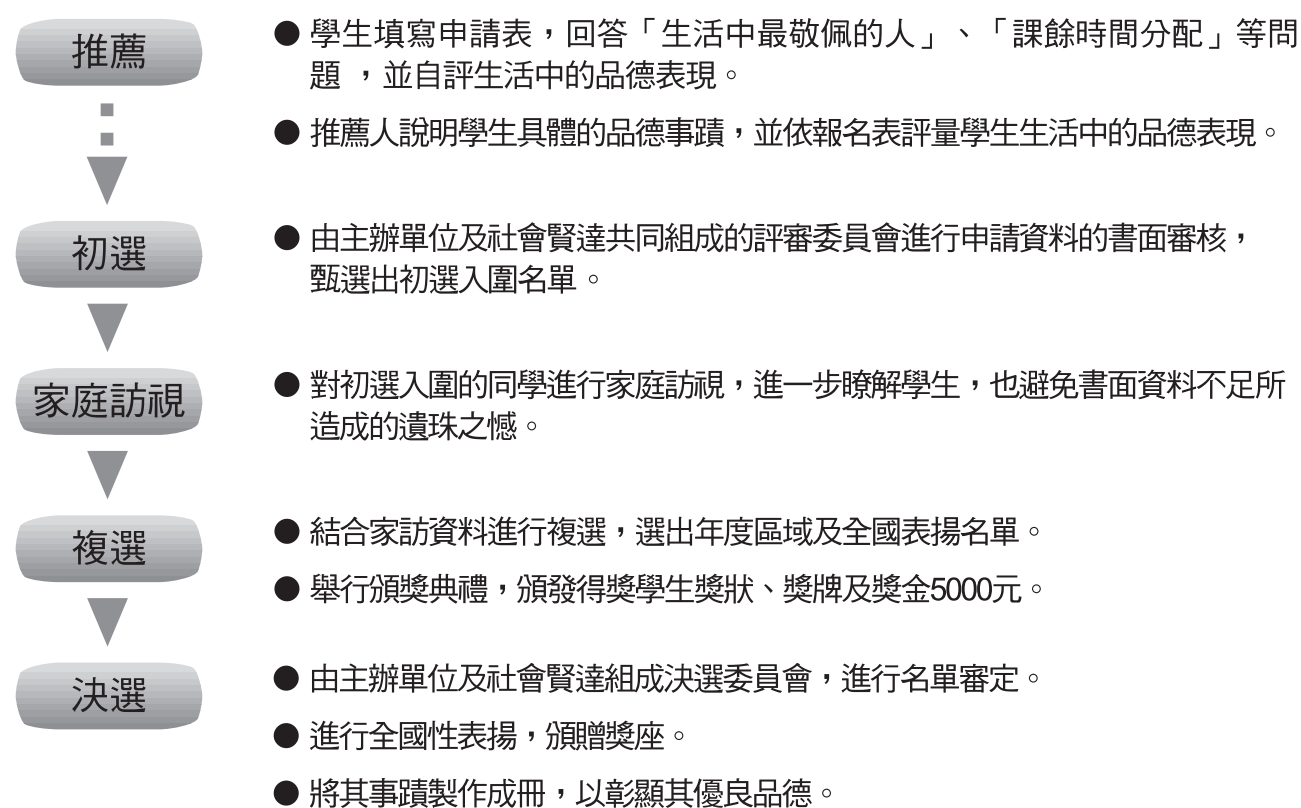 推薦
● 學生填寫申請表，回答「生活中最敬佩的人」、「課餘時間分配」等問
題 ，並自評生活中的品德表現。
● 推薦人說明學生具體的品德事蹟，並依報名表評量學生生活中的品德表現。
初選
● 由主辦單位及社會賢達共同組成的評審委員會進行申請資料的書面審核，
甄選出初選入圍名單。
家庭訪視
● 對初選入圍的同學進行家庭訪視，進一步瞭解學生，也避免書面資料不足所
造成的遺珠之憾。
複選
● 結合家訪資料進行複選，選出年度區域及全國表揚名單。
● 舉行頒獎典禮，頒發得獎學生獎狀、獎牌及獎金5000元。
決選
● 由主辦單位及社會賢達組成決選委員會，進行名單審定。
● 進行全國性表揚，頒贈獎座。
● 將其事蹟製作成冊，以彰顯其優良品德。